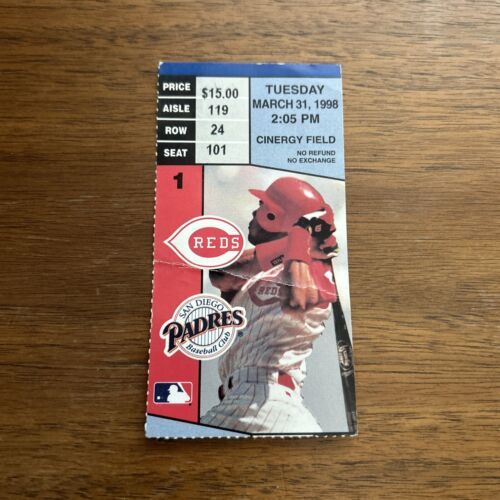 PRICE $15.00
AISLE 119
ROW 24
SEAT 101
TUESDAY
MARCH 31, 1998
2:05 PM
CINERGY FIELD
NO REFUND
NO EXCHANGE
1
REDS
REDS
SAN DIEGO
PADRES
Baseball Club